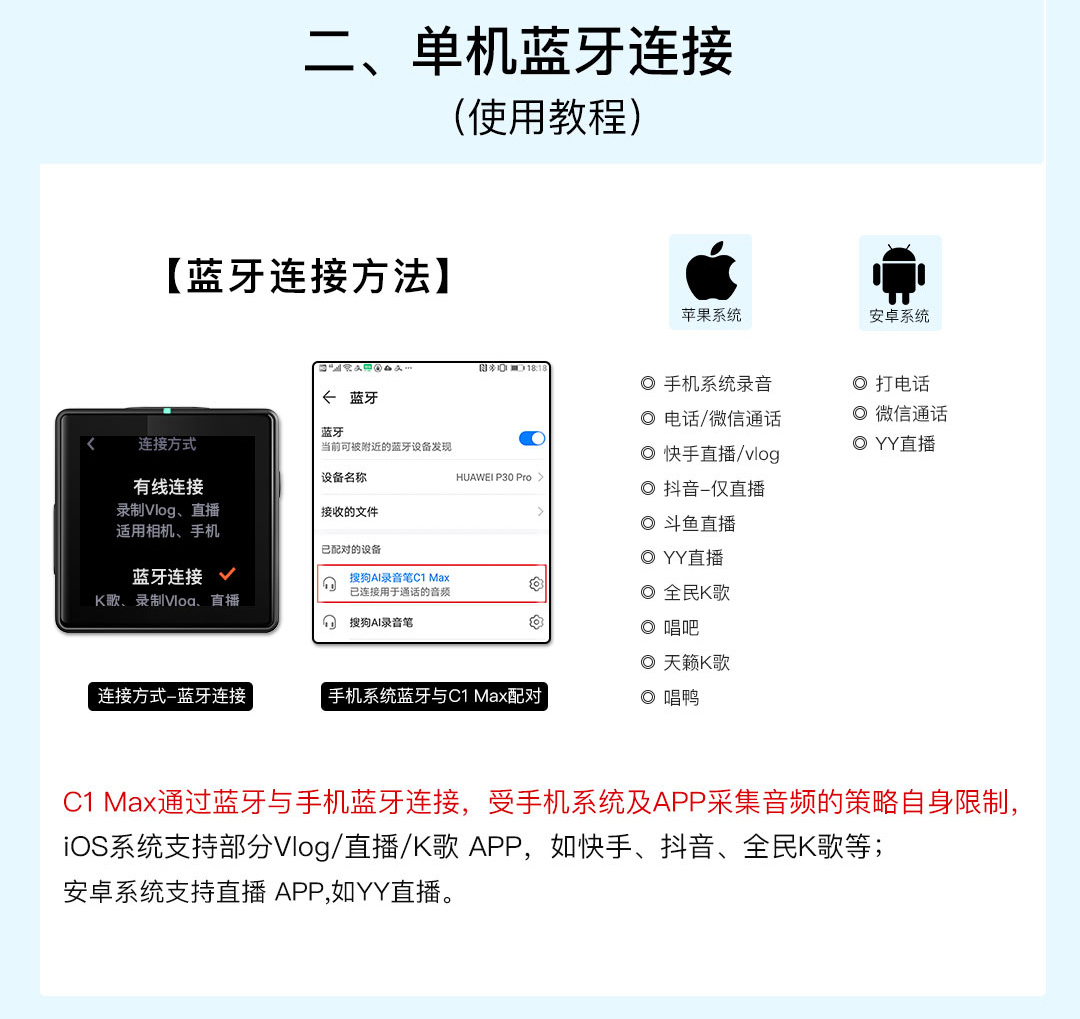 二、单机蓝牙连接
（使用教程）
【蓝牙连接方法】
苹果系统
安卓系统
连接方式
有线连接
录制Vlog、直播
适用相机、手机
蓝牙连接
K歌、录制Vlog、直播
18:18
蓝牙
蓝牙
当前可被附近的蓝牙设备发现
设备名称 HUAWEI P30 Pro
接收的文件
已配对的设备
搜狗AI录音笔C1 Max
已连接用于通话的音频
搜狗AI录音笔
连接方式–蓝牙连接
手机系统蓝牙与C1 Max配对
◎ 手机系统录音
◎ 电话/微信通话
◎ 快手直播/vlog
◎ 抖音–仅直播
◎ 斗鱼直播
◎ YY直播
◎ 全民K歌
◎ 唱吧
◎ 天籁K歌
◎ 唱鸭
◎ 打电话
◎ 微信通话
◎ YY直播
C1 Max通过蓝牙与手机蓝牙连接，受手机系统及APP采集音频的策略自身限制，
iOS系统支持部分Vlog/直播/K歌 APP，如快手、抖音、全民K歌等；
安卓系统支持直播 APP,如YY直播。